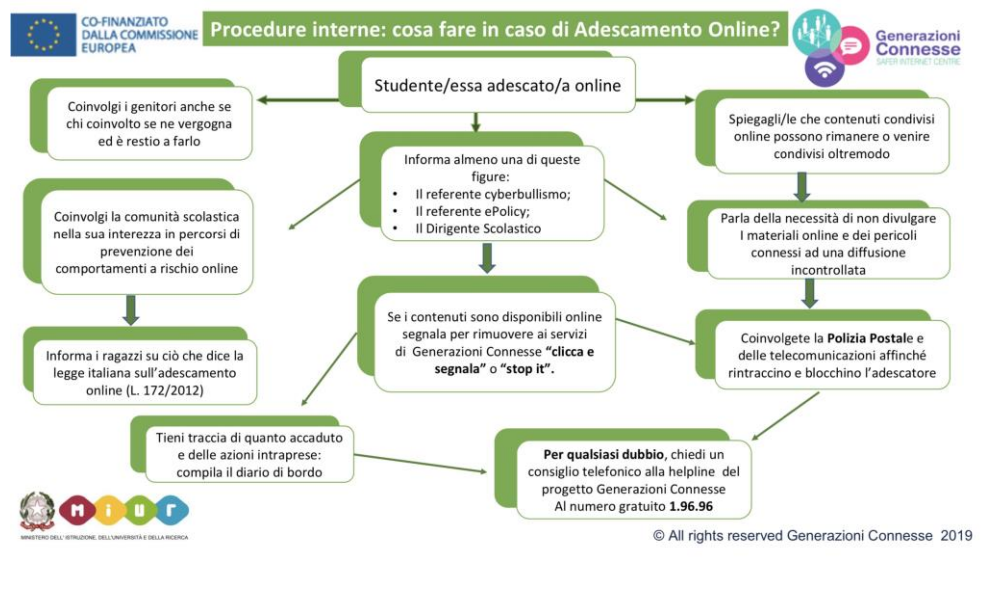 CO-FINANZIATO
DALLA COMMISSIONE
EUROPEA
Procedure interne: cosa fare in caso di Adescamento Online?
Generazioni
Connesse
SAFER INTERNET CENTRE
Studente/essa adescato/a online
Coinvolgi i genitori anche se
chi coinvolto se ne vergogna
ed è restio a farlo
Informa almeno una di queste
figure:
• Il referente cyberbullismo;
• Il referente ePolicy;
• Il Dirigente Scolastico
Spiegagli/le che contenuti condivisi
online possono rimanere o venire
condivisi oltremodo
Coinvolgi la comunità scolastica
nella sua interezza in percorsi di
prevenzione dei
comportamenti a rischio online
Parla della necessità di non divulgare
I materiali online e dei pericoli
connessi ad una diffusione
incontrollata
Se i contenuti sono disponibili online
segnala per rimuovere ai servizi
di Generazioni Connesse “clicca e
segnala” o “stop it”.
Informa i ragazzi su ciò che dice la
legge italiana sull’adescamento
online (L. 172/2012)
Coinvolgete la Polizia Postale e
delle telecomunicazioni affinché
rintraccino e blocchino l’adescatore
Tieni traccia di quanto accaduto
e delle azioni intraprese:
compila il diario di bordo
Per qualsiasi dubbio, chiedi un
consiglio telefonico alla helpline del
progetto Generazioni Connesse
Al numero gratuito 1.96.96
miur
MINISTERO DELL' ISTRUZIONE, DELL'UNIVERSITÀ E DELLA RICERCA
© All rights reserved Generazioni Connesse 2019